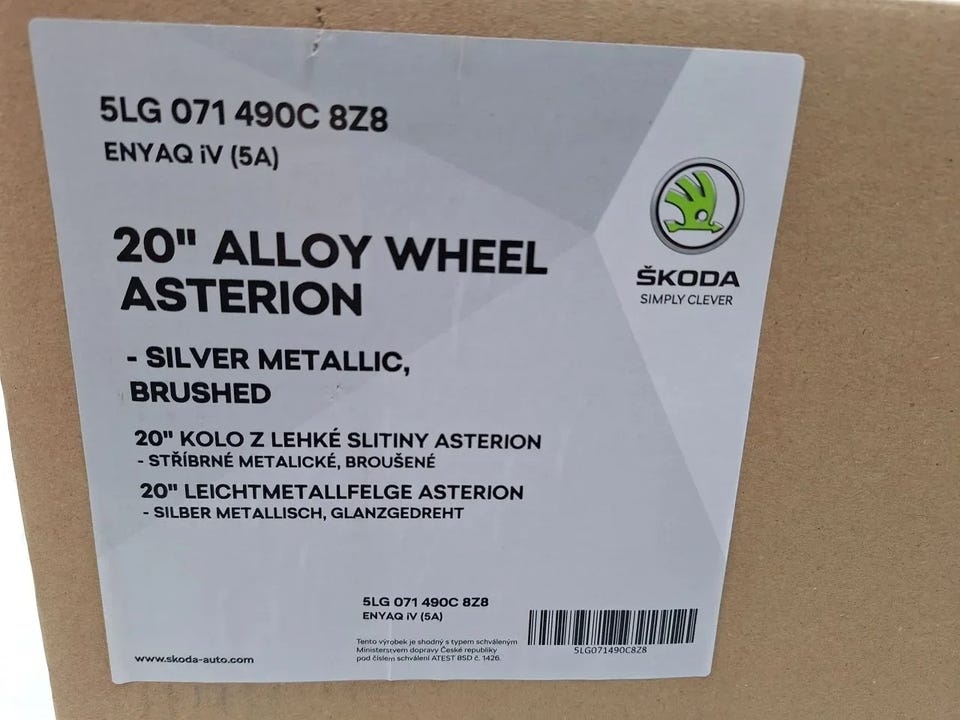 5LG 071 490C 8Z8
ENYAQ iV (5A)
ŠKODA
SIMPLY CLEVER
20" ALLOY WHEEL
ASTERION
- SILVER METALLIC,
BRUSHED
20" KOLO Z LEHKÉ SLITINY ASTERION
- STŘÍBRNÉ METALICKÉ, BROUŠENÉ
20" LEICHTMETALLFELGE ASTERION
- SILBER METALLISCH, GLANZGEDREHT
5LG 071 490C 8Z8
ENYAQ iV (5A)
Tento výrobek je shodný s typem schváleným
Ministerstvem dopravy České republiky
pod číslem schválení ATEST 8SD č. 1426.
5LG071490C8Z8
www.skoda-auto.com